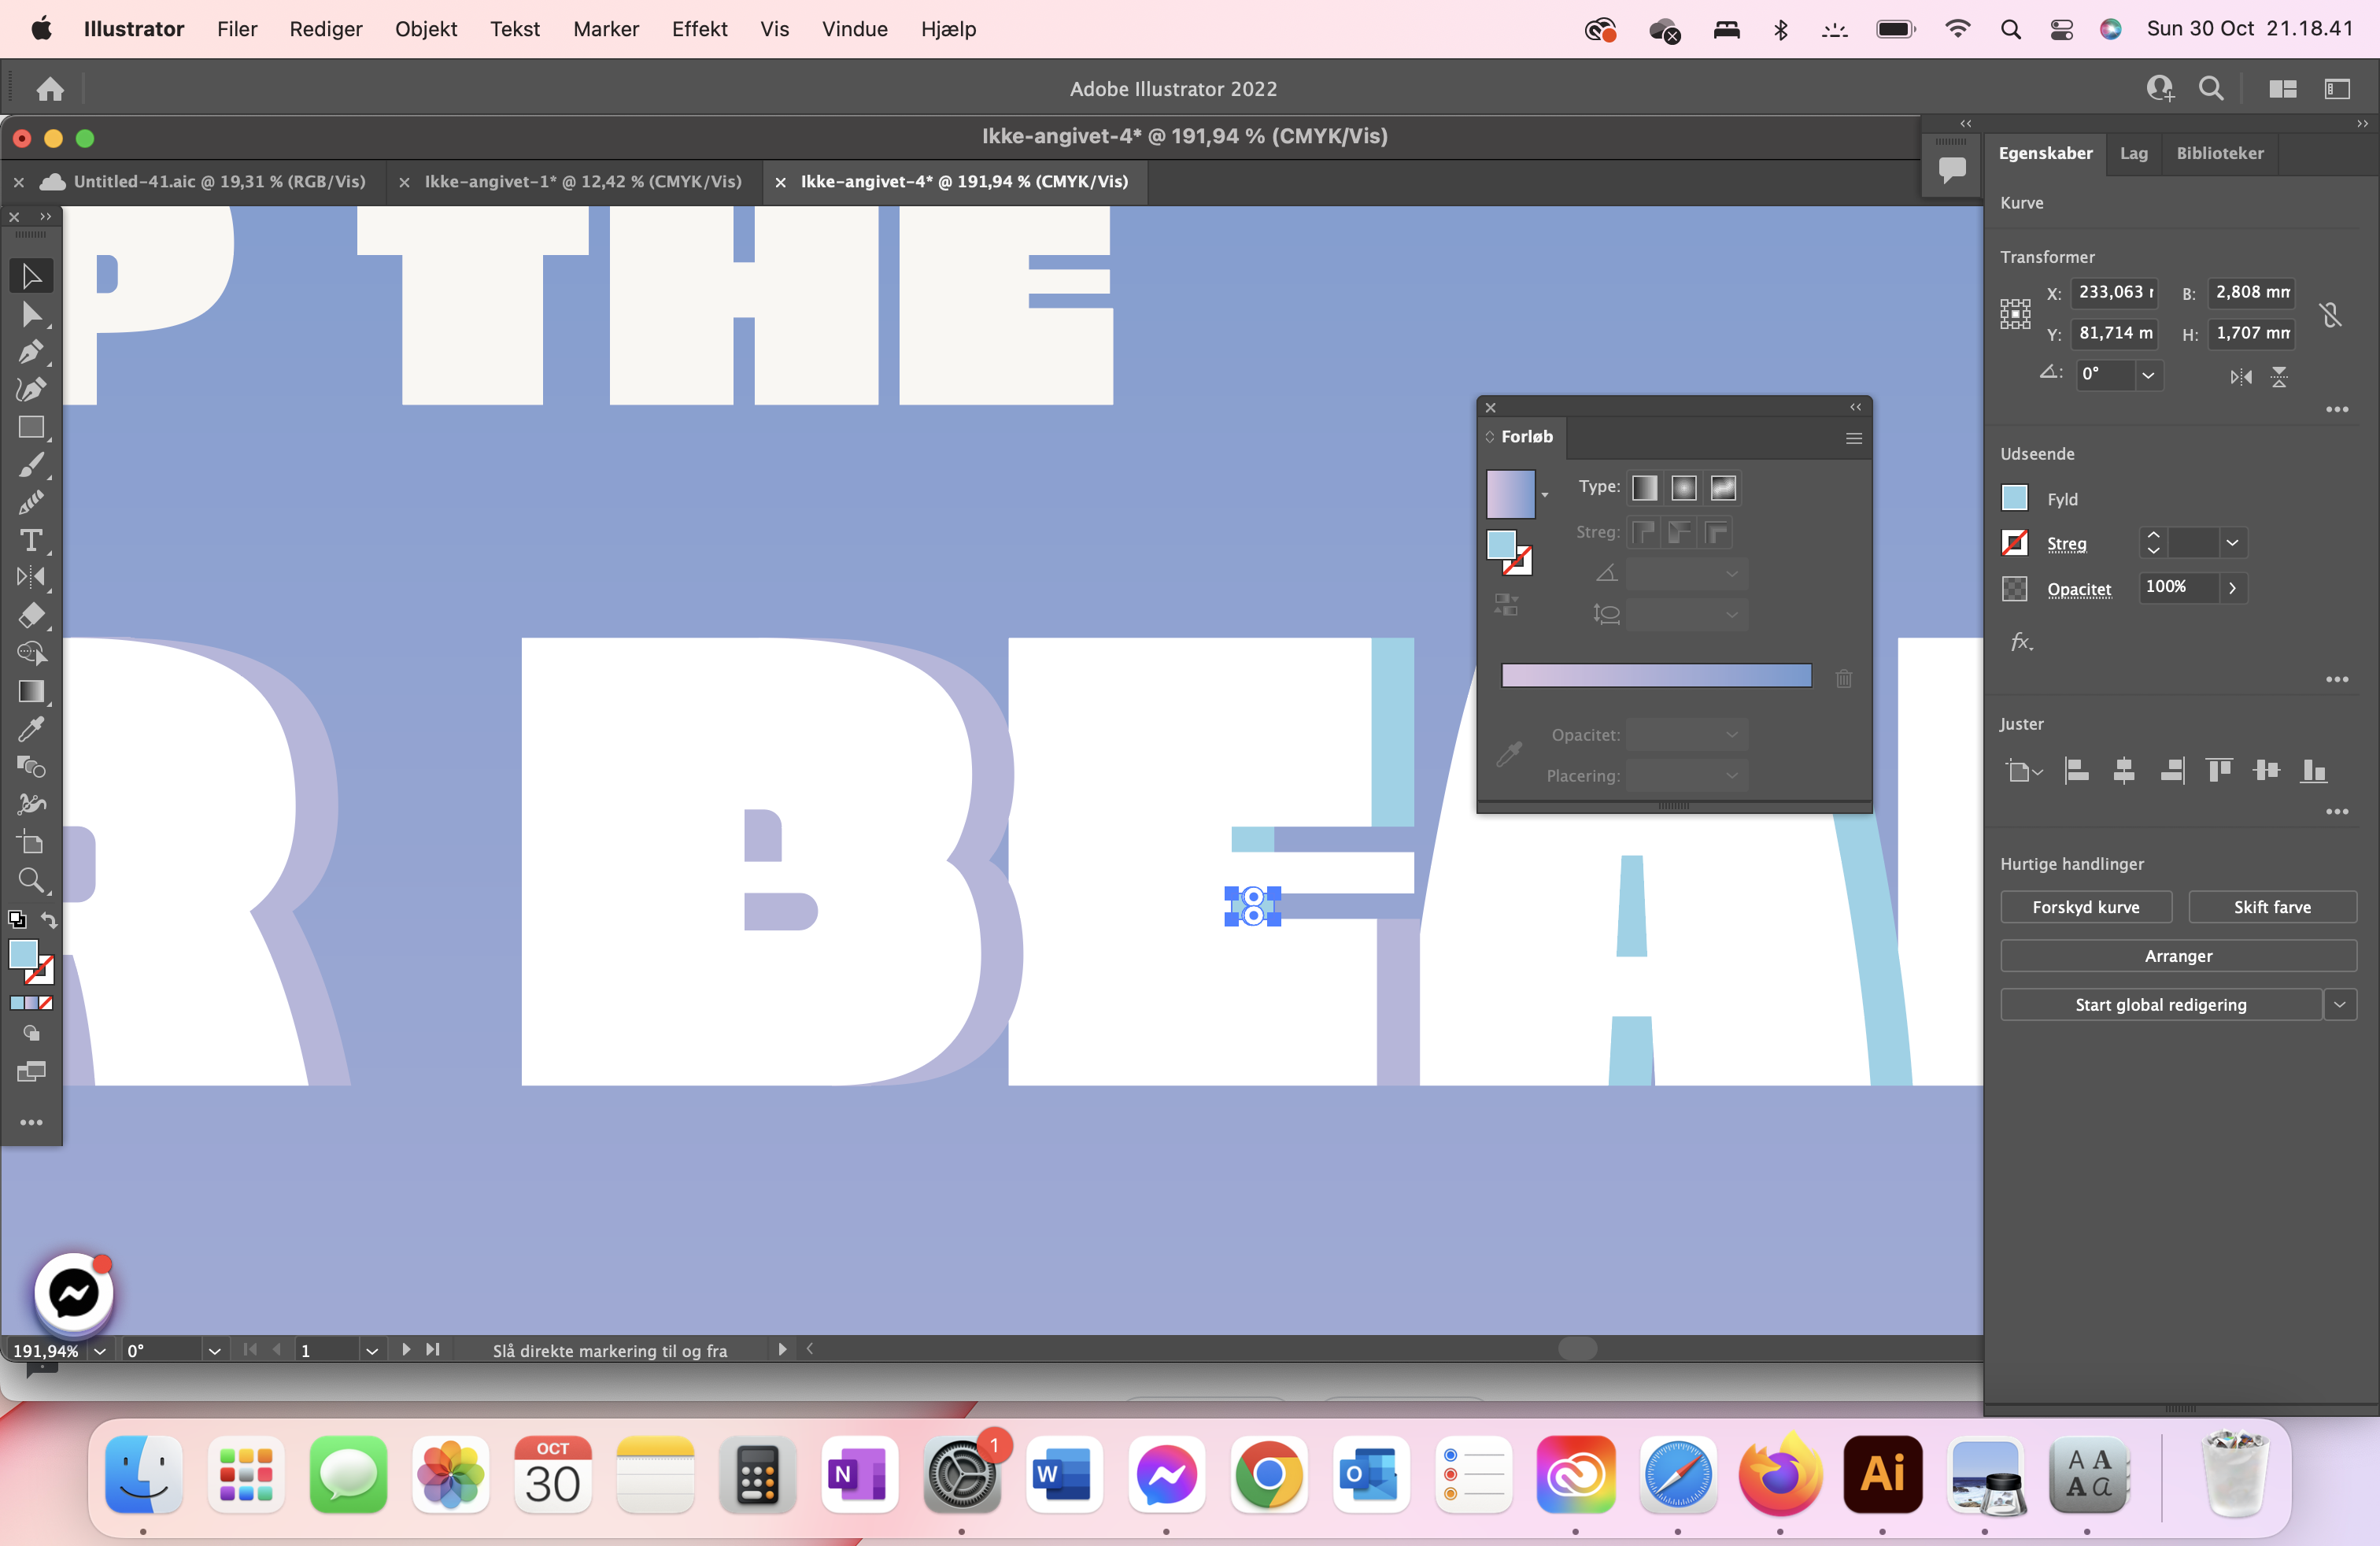 Illustrator Filer Rediger Objekt Tekst Marker Effekt Vis Vindue Hjælp Sun 30 Oct 21.18.41
Adobe Illustrator 2022
Ikke-angivet-4* @ 191,94 % (CMYK/Vis)
Untitled-41.aic @ 19,31 % (RGB/Vis) Ikke-angivet-1* @ 12,42 % (CMYK/Vis) Ikke-angivet-4* @ 191,94 % (CMYK/Vis)
Egenskaber Lag Biblioteker
Kurve
Transformer
X: 233,063 B: 2,808 mm
Y: 81,714 m H: 1,707 mm
0°
P THE
Forløb
Type:
Streg:
Opacitet:
Placering:
Udseende
Fyld
Streg
Opacitet 100%
fx
Juster
R BEA
Hurtige handlinger
Forskyd kurve Skift farve
Arranger
Start global redigering
191,94% 0° 1 Slå direkte markering til og fra
OCT
30
N
1
W
O
Ai
A A
A a